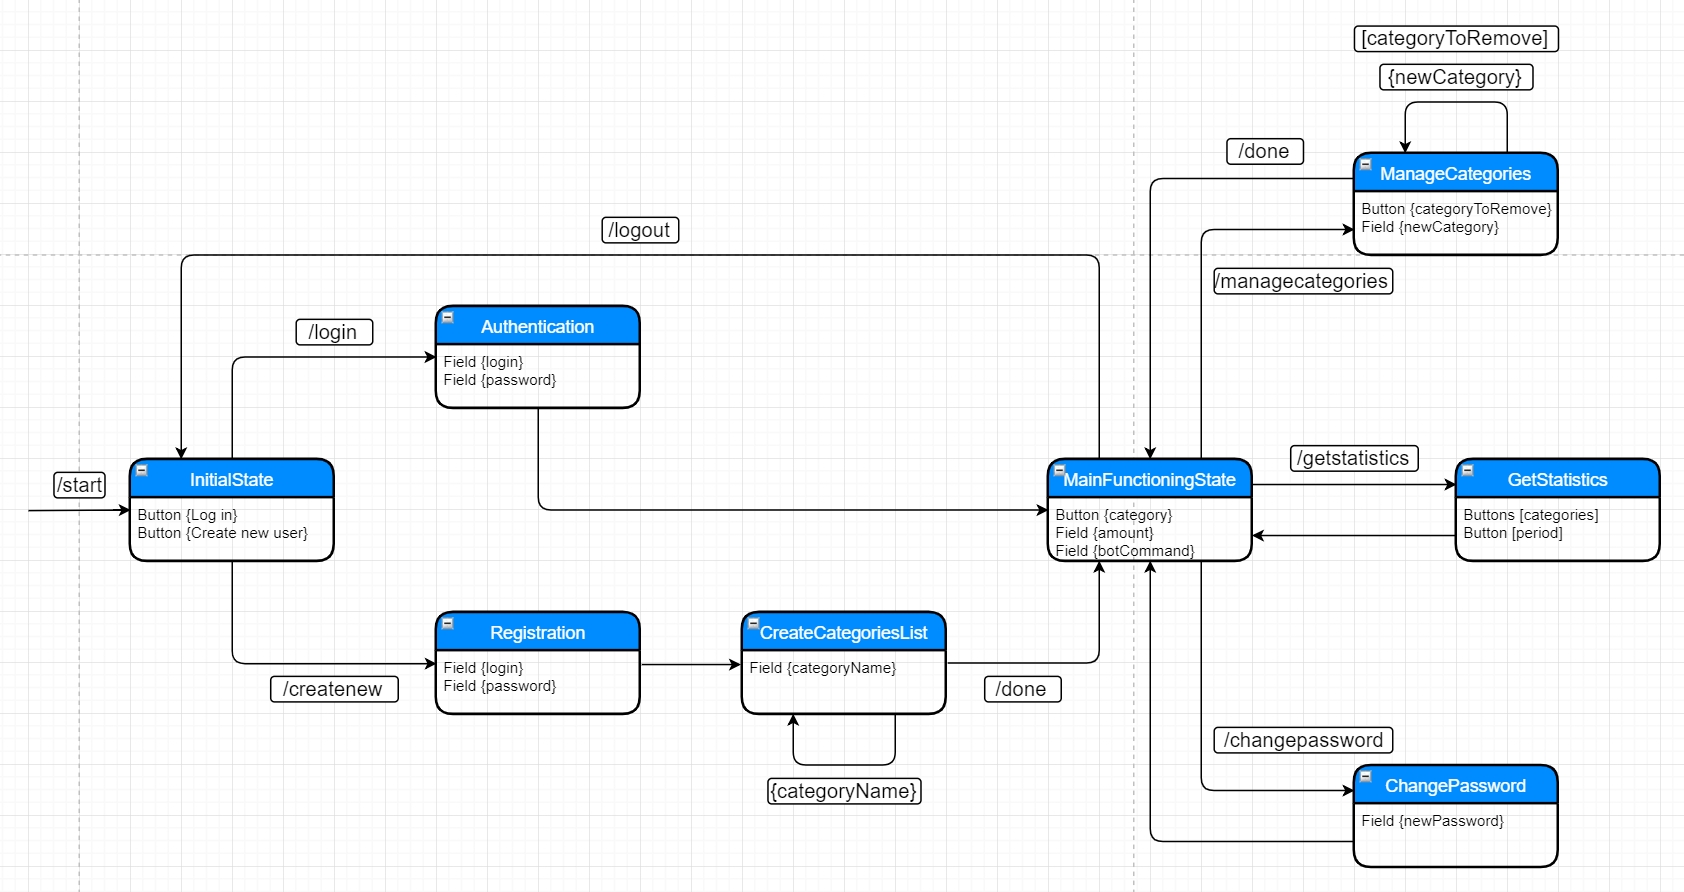 [categoryToRemove]
{newCategory}
/done
ManageCategories
Button {categoryToRemove}
Field {newCategory}
/managecategories
/logout
/login
Authentication
Field {login}
Field {password}
/start
InitialState
Button {Log in}
Button {Create new user}
MainFunctioningState
Button {category}
Field {amount}
Field {botCommand}
/getstatistics
GetStatistics
Buttons [categories]
Button [period]
/createnew
Registration
Field {login}
Field {password}
CreateCategoriesList
Field {categoryName}
/done
{categoryName}
/changepassword
ChangePassword
Field {newPassword}